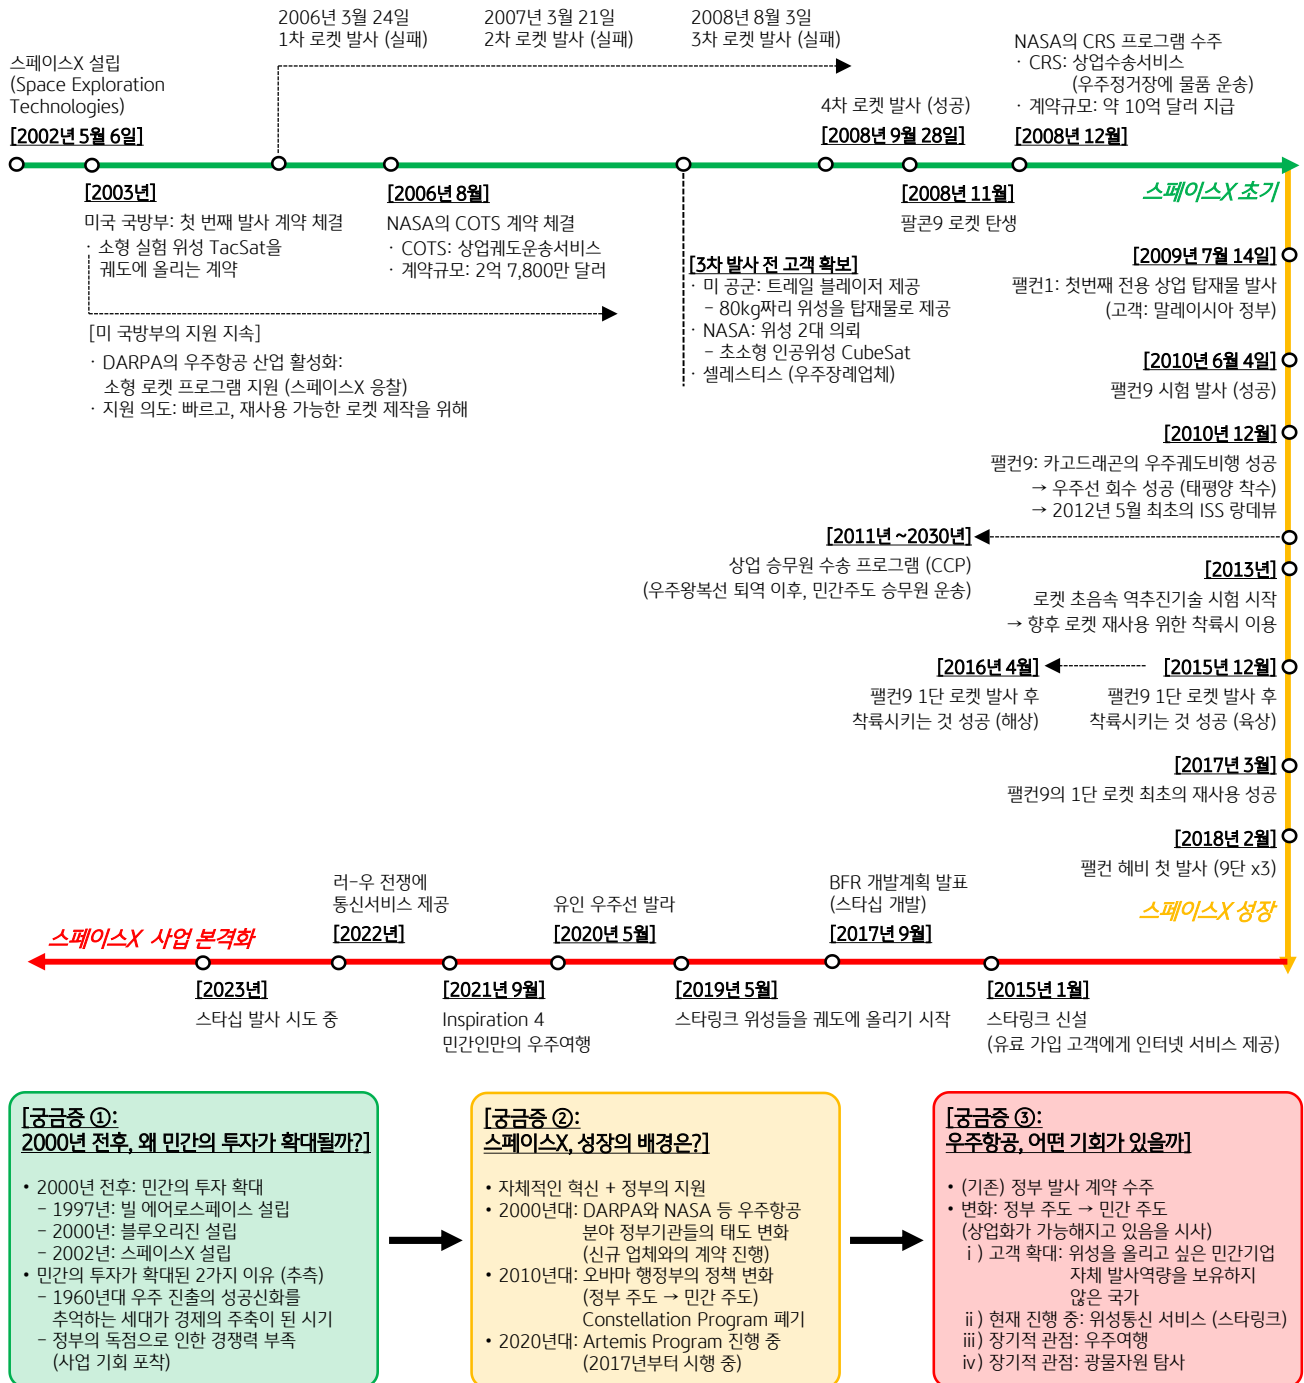 스페이스X 설립
(Space Exploration
Technologies)
[2002년 5월 6일]
2006년 3월 24일
1차 로켓 발사 (실패)
2007년 3월 21일
2차 로켓 발사 (실패)
2008년 8월 3일
3차 로켓 발사 (실패)
4차 로켓 발사 (성공)
[2008년 9월 28일]
NASA의 CRS 프로그램 수주
· CRS: 상업수송서비스
(우주정거장에 물품 운송)
· 계약규모: 약 10억 달러 지급
[2008년 12월]
스페이스X 초기
[2003년]
미국 국방부: 첫 번째 발사 계약 체결
· 소형 실험 위성 TacSat을
궤도에 올리는 계약
[미 국방부의 지원 지속]
· DARPA의 우주항공 산업 활성화:
소형 로켓 프로그램 지원 (스페이스X 응찰)
· 지원 의도: 빠르고, 재사용 가능한 로켓 제작을 위해
[2006년 8월]
NASA의 COTS 계약 체결
· COTS: 상업궤도운송서비스
· 계약규모: 2억 7,800만 달러
[3차 발사 전 고객 확보]
· 미 공군: 트레일 블레이저 제공
- 80kg짜리 위성을 탑재물로 제공
· NASA: 위성 2대 의뢰
- 초소형 인공위성 CubeSat
· 셀레스티스 (우주장례업체)
[2008년 11월]
팔콘9 로켓 탄생
[2009년 7월 14일]
팰컨1: 첫번째 전용 상업 탑재물 발사
(고객: 말레이시아 정부)
[2010년 6월 4일]
팰컨9 시험 발사 (성공)
[2010년 12월]
팰컨9: 카고드래곤의 우주궤도비행 성공
→ 우주선 회수 성공 (태평양 착수)
→ 2012년 5월 최초의 ISS 랑데뷰
[2011년 ~2030년]
상업 승무원 수송 프로그램 (CCP)
(우주왕복선 퇴역 이후, 민간주도 승무원 운송)
[2013년]
로켓 초음속 역추진기술 시험 시작
→ 향후 로켓 재사용 위한 착륙시 이용
[2016년 4월]
팰컨9 1단 로켓 발사 후
착륙시키는 것 성공 (해상)
[2015년 12월]
팰컨9 1단 로켓 발사 후
착륙시키는 것 성공 (육상)
[2017년 3월]
팰컨9의 1단 로켓 최초의 재사용 성공
[2018년 2월]
팰컨 헤비 첫 발사 (9단 x3)
스페이스X 성장
스페이스X 사업 본격화
러-우 전쟁에
통신서비스 제공
[2022년]
유인 우주선 발라
[2020년 5월]
BFR 개발계획 발표
(스타십 개발)
[2017년 9월]
[2023년]
스타십 발사 시도 중
[2021년 9월]
Inspiration 4
민간인만의 우주여행
[2019년 5월]
스타링크 위성들을 궤도에 올리기 시작
[2015년 1월]
스타링크 신설
(유료 가입 고객에게 인터넷 서비스 제공)
[궁금증 ①:
2000년 전후, 왜 민간의 투자가 확대될까?]
• 2000년 전후: 민간의 투자 확대
- 1997년: 빌 에어로스페이스 설립
- 2000년: 블루오리진 설립
- 2002년: 스페이스X 설립
• 민간의 투자가 확대된 2가지 이유 (추측)
- 1960년대 우주 진출의 성공신화를
추억하는 세대가 경제의 주축이 된 시기
- 정부의 독점으로 인한 경쟁력 부족
(사업 기회 포착)
[궁금증 ②:
스페이스X, 성장의 배경은?]
• 자체적인 혁신 + 정부의 지원
• 2000년대: DARPA와 NASA 등 우주항공
분야 정부기관들의 태도 변화
(신규 업체와의 계약 진행)
• 2010년대: 오바마 행정부의 정책 변화
(정부 주도 → 민간 주도)
Constellation Program 폐기
• 2020년대: Artemis Program 진행 중
(2017년부터 시행 중)
[궁금증 ③:
우주항공, 어떤 기회가 있을까]
• (기존) 정부 발사 계약 수주
• 변화: 정부 주도 → 민간 주도
(상업화가 가능해지고 있음을 시사)
ⅰ) 고객 확대: 위성을 올리고 싶은 민간기업
자체 발사역량을 보유하지
않은 국가
ⅱ) 현재 진행 중: 위성통신 서비스 (스타링크)
ⅲ) 장기적 관점: 우주여행
ⅳ) 장기적 관점: 광물자원 탐사